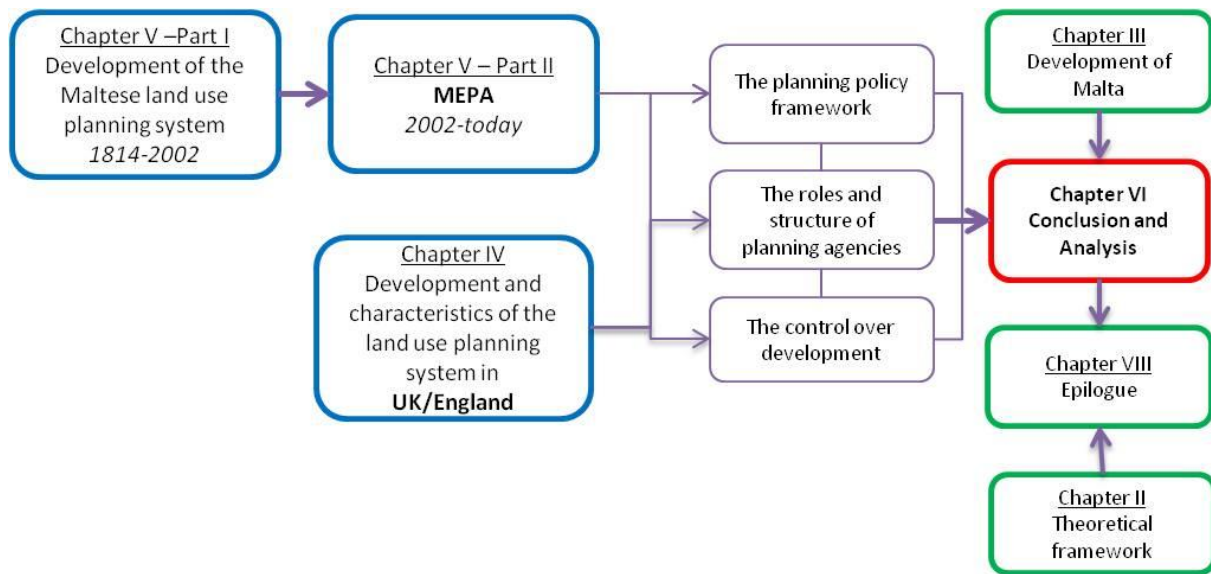 Chapter V –Part I
Development of the
Maltese land use
planning system
1814-2002
Chapter V – Part II
MEPA
2002-today
Chapter IV
Development and
characteristics of the
land use planning
system in
UK/England
The planning policy
framework
The roles and
structure of
planning agencies
The control over
development
Chapter III
Development of
Malta
Chapter VI
Conclusion and
Analysis
Chapter VIII
Epilogue
Chapter II
Theoretical
framework